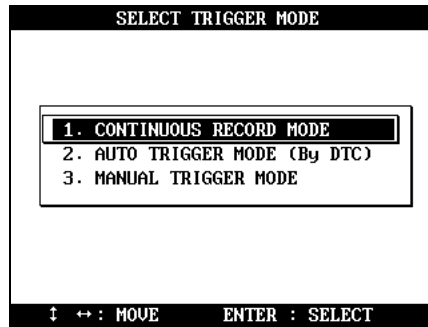 SELECT TRIGGER MODE
1. CONTINUOUS RECORD MODE
2. AUTO TRIGGER MODE (By DTC)
3. MANUAL TRIGGER MODE
↕ ↔: MOVE ENTER : SELECT